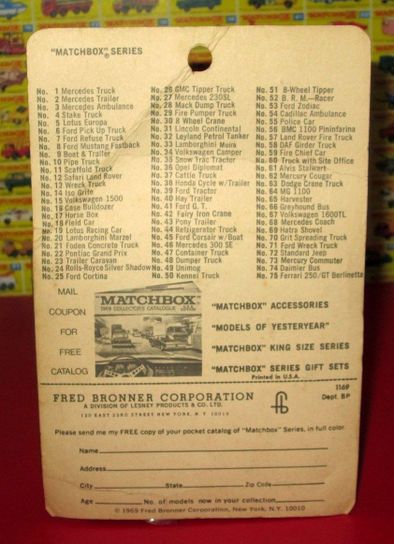 "MATCHBOX® SERIES
No. 1 Mercedes Truck
No. 2 Mercedes Trailer
No. 3 Mercedes Ambulance
No. 4 Stake Truck
No. 5 Lotus Europa
No. 6 Ford Pick Up Truck
No. 7 Ford Refuse Truck
No. 8 Ford Mustang Fastback
No. 9 Boat & Trailer
No. 10 Pipe Truck
No. 11 Scaffold Truck
No. 12 Safari Land Rover
No. 13 Wreck Truck
No. 14 Iso Grifo
No. 15 Volkswagen 1500
No. 16 Case Bulldozer
No. 17 Horse Box
No. 18 Field Car
No. 19 Lotus Racing Car
No. 20 Lamborghini Marzel
No. 21 Foden Concrete Truck
No. 22 Pontiac Grand Prix
No. 23 Trailer Caravan
No. 24 Rolls-Royce Silver Shadow
No. 25 Ford Cortina
No. 26 GMC Tipper Truck
No. 27 Mercedes 230SL
No. 28 Mack Dump Truck
No. 29 Fire Pumper Truck
No. 30 8 Wheel Crane
No. 31 Lincoln Continental
No. 32 Leyland Petrol Tanker
No. 33 Lamborghini Muira
No. 34 Volkswagen Camper
No. 35 Snow Trac Tractor
No. 36 Opel Diplomat
No. 37 Cattle Truck
No. 38 Honda Cycle w/Trailer
No. 39 Ford Tractor
No. 40 Hay Trailer
No. 41 Ford G. T.
No. 42 Fairy Iron Crane
No. 43 Pony Trailer
No. 44 Refrigerator Truck
No. 45 Ford Corsair w/Boat
No. 46 Mercedes 300 SE
No. 47 Container Truck
No. 48 Dumper Truck
No. 49 Unimog
No. 50 Kennel Truck
No. 51 8-Wheel Tipper
No. 52 B. R. M.—Racer
No. 53 Ford Zodiac
No. 54 Cadillac Ambulance
No. 55 Police Car
No. 56 BMC 1100 Pininfarina
No. 57 Land Rover Fire Truck
No. 58 DAF Girder Truck
No. 59 Fire Chief Car
No. 60 Truck with Site Office
No. 61 Alvis Stalwart
No. 62 Mercury Cougar
No. 63 Dodge Crane Truck
No. 64 MG 1100
No. 65 Harvester
No. 66 Greyhound Bus
No. 67 Volkswagen 1600TL
No. 68 Mercedes Coach
No. 69 Hatra Shovel
No. 70 Grit Spreading Truck
No. 71 Ford Wreck Truck
No. 72 Standard Jeep
No. 73 Mercury Commuter
No. 74 Daimler Bus
No. 75 Ferrari 250/GT Berlinetta
MAIL
COUPON
FOR
FREE
CATALOG
MATCHBOX
1969 COLLECTORS CATALOGUE
"MATCHBOX" ACCESSORIES
"MODELS OF YESTERYEAR"
"MATCHBOX" KING SIZE SERIES
"MATCHBOX" SERIES GIFT SETS
Printed in U.S.A.
FRED BRONNER CORPORATION
A DIVISION OF LESNEY PRODUCTS & CO. LTD.
120 EAST 23RD STREET NEW YORK, N.Y. 10010
116P
Dept. BP
Please send me my FREE copy of your pocket catalog of "Matchbox" Series, in full color.
Name
Address
City State Zip Code
Age No. of models now in your collection
© 1969 Fred Bronner Corporation, New York, N.Y. 10010